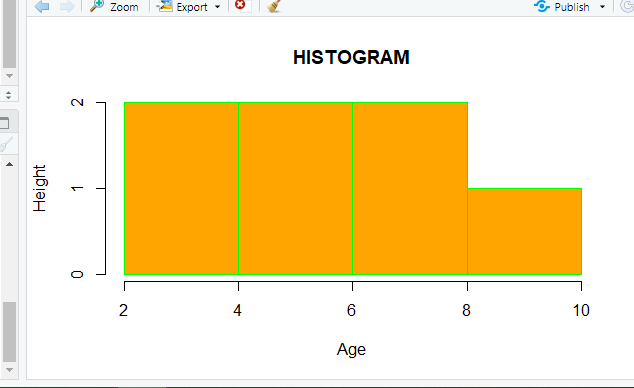 Zoom Export Publish
HISTOGRAM
Height
2
1
0
2 4 6 8 10
Age